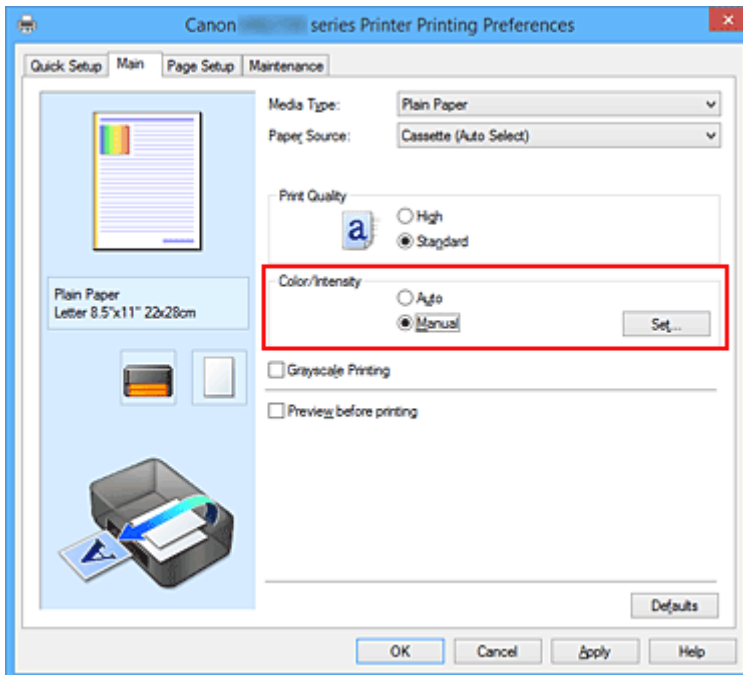 Canon series Printer Printing Preferences
Quick Setup Main Page Setup Maintenance
Media Type: Plain Paper
Paper Source: Cassette (Auto Select)
Print Quality
a
High
Standard
Color/Intensity
Auto
Manual
Set...
Plain Paper
Letter 8.5"x11" 22x28cm
Grayscale Printing
Preview before printing
A
Defaults
OK Cancel Apply Help